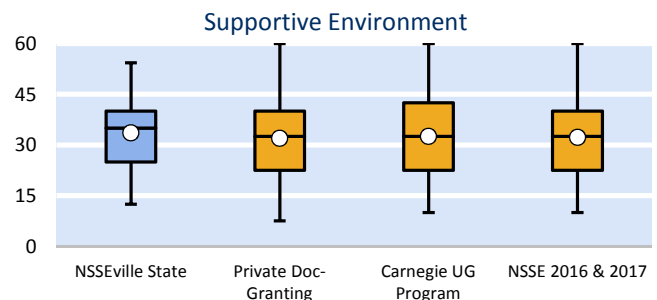 Supportive Environment
60
45
30
15
0
NSSEville State
Private Doc-
Granting
Carnegie UG
Program
NSSE 2016 & 2017